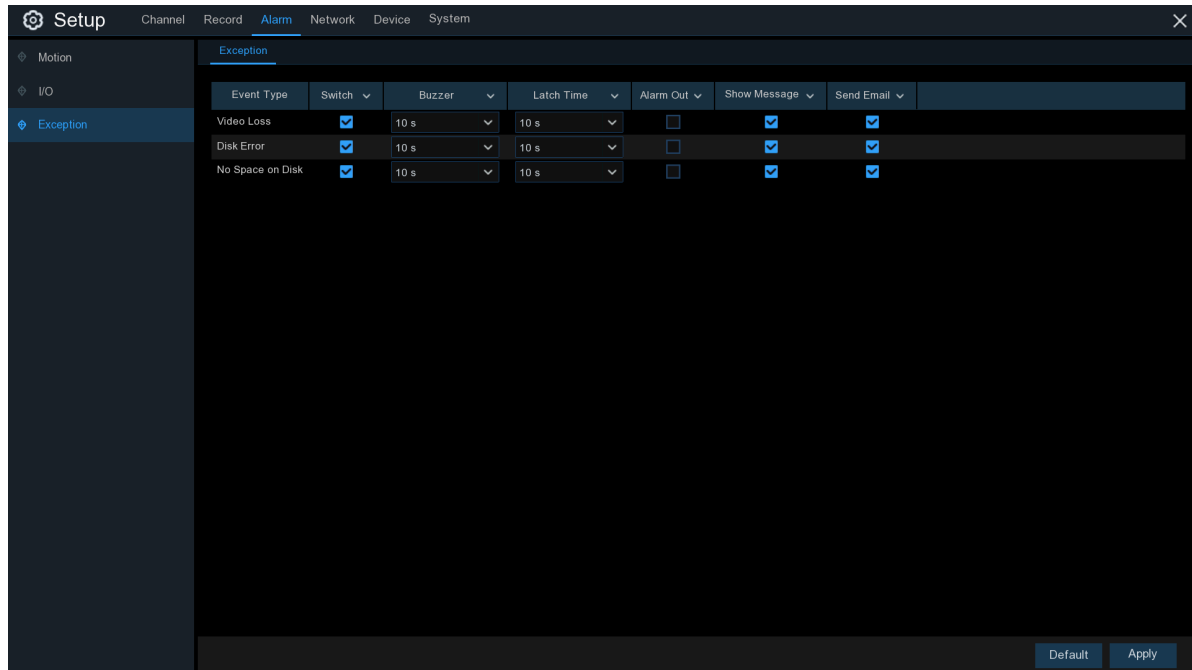 Setup Channel Record Alarm Network Device System
Motion
I/O
Exception
Exception
Event Type Switch Buzzer Latch Time Alarm Out Show Message Send Email
Video Loss 10 s 10 s
Disk Error 10 s 10 s
No Space on Disk 10 s 10 s
Default Apply